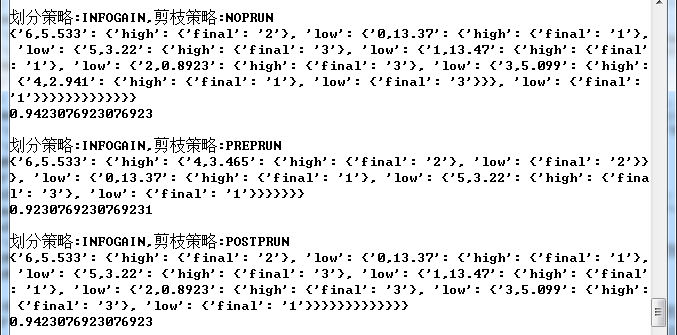 划分策略:INFOGAIN,剪枝策略:NOPRUN
{'6,5.533': {'high': {'final': '2'}, 'low': {'0,13.37': {'high': {'final': '1'},
 'low': {'5,3.22': {'high': {'final': '3'}, 'low': {'1,13.47': {'high': {'final'
: '1'}, 'low': {'2,0.8923': {'high': {'final': '3'}, 'low': {'3,5.099': {'high':
 {'4,2.941': {'high': {'final': '1'}, 'low': {'final': '3'}}}, 'low': {'final':
'1'}}}}}}}}}}}}}
0.9423076923076923
划分策略:INFOGAIN,剪枝策略:PREPRUN
{'6,5.533': {'high': {'4,3.465': {'high': {'final': '2'}, 'low': {'final': '2'}}
}, 'low': {'0,13.37': {'high': {'final': '1'}, 'low': {'5,3.22': {'high': {'fina
l': '3'}, 'low': {'final': '1'}}}}}}}
0.9230769230769231
划分策略:INFOGAIN,剪枝策略:POSTPRUN
{'6,5.533': {'high': {'final': '2'}, 'low': {'0,13.37': {'high': {'final': '1'},
 'low': {'5,3.22': {'high': {'final': '3'}, 'low': {'1,13.47': {'high': {'final'
: '1'}, 'low': {'2,0.8923': {'high': {'final': '3'}, 'low': {'3,5.099': {'high':
 {'final': '3'}, 'low': {'final': '1'}}}}}}}}}}}}}
0.9423076923076923